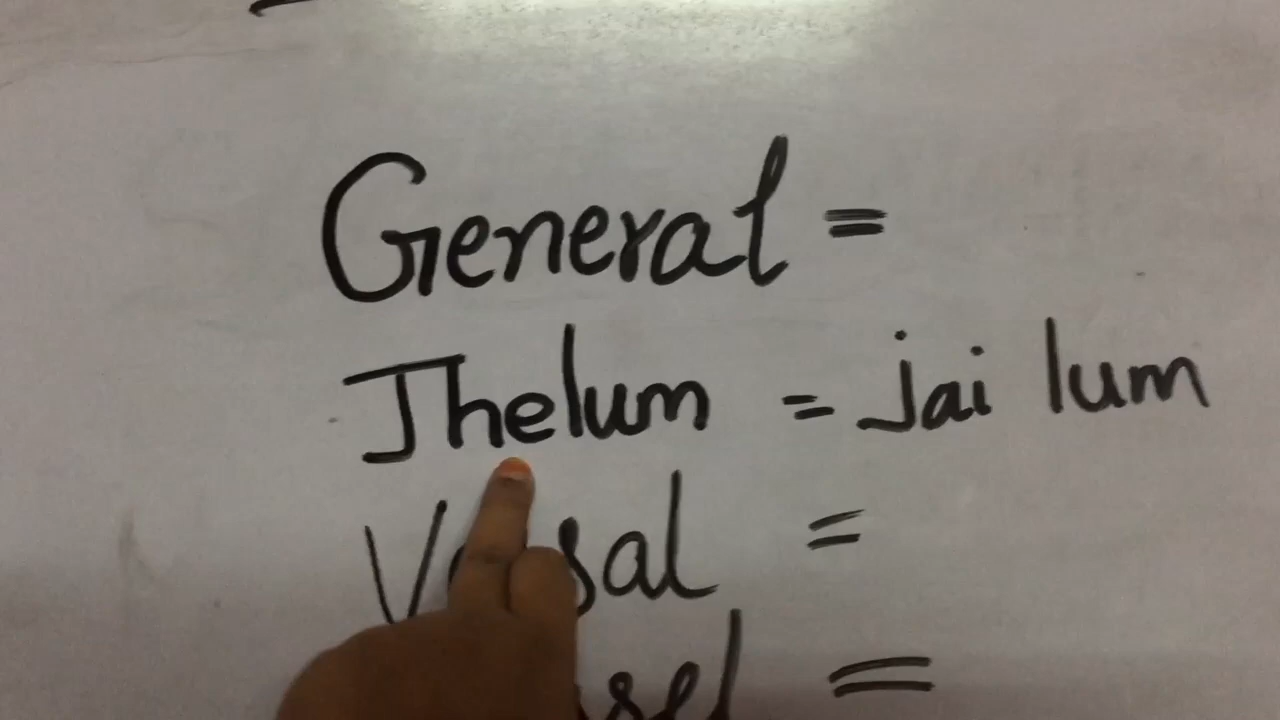 General =
Jhelum = jai lum
=
=